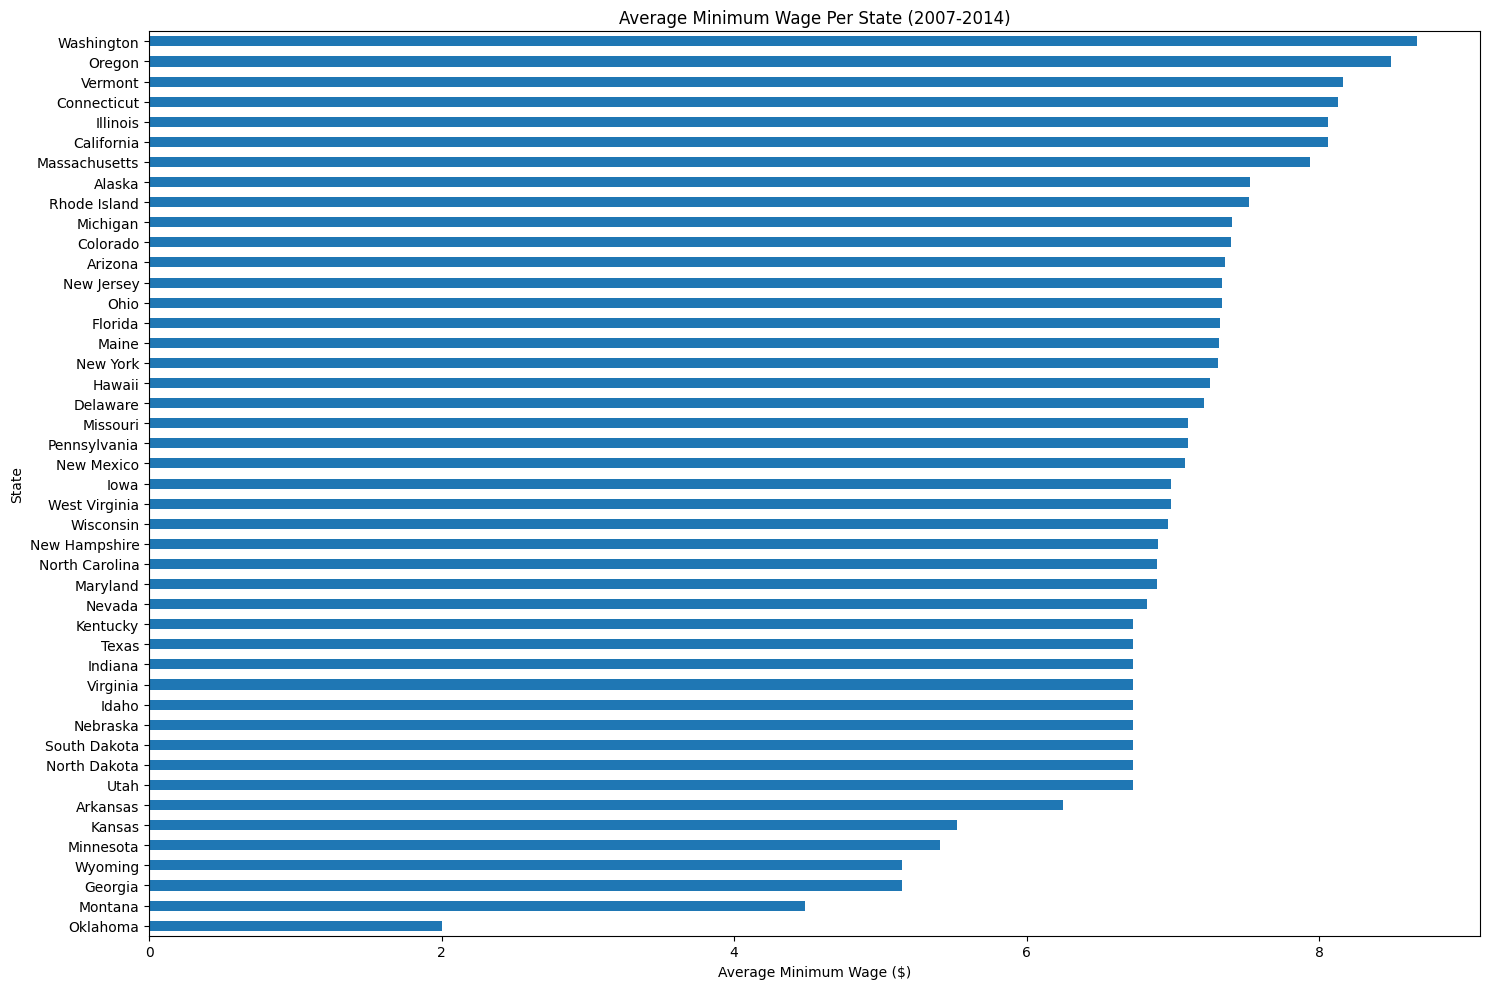 Average Minimum Wage Per State (2007-2014)
Washington
Oregon
Vermont
Connecticut
Illinois
California
Massachusetts
Alaska
Rhode Island
Michigan
Colorado
Arizona
New Jersey
Ohio
Florida
Maine
New York
Hawaii
Delaware
Missouri
Pennsylvania
New Mexico
Iowa
West Virginia
Wisconsin
New Hampshire
North Carolina
Maryland
Nevada
Kentucky
Texas
Indiana
Virginia
Idaho
Nebraska
South Dakota
North Dakota
Utah
Arkansas
Kansas
Minnesota
Wyoming
Georgia
Montana
Oklahoma
State
0 2 4 6 8
Average Minimum Wage ($)